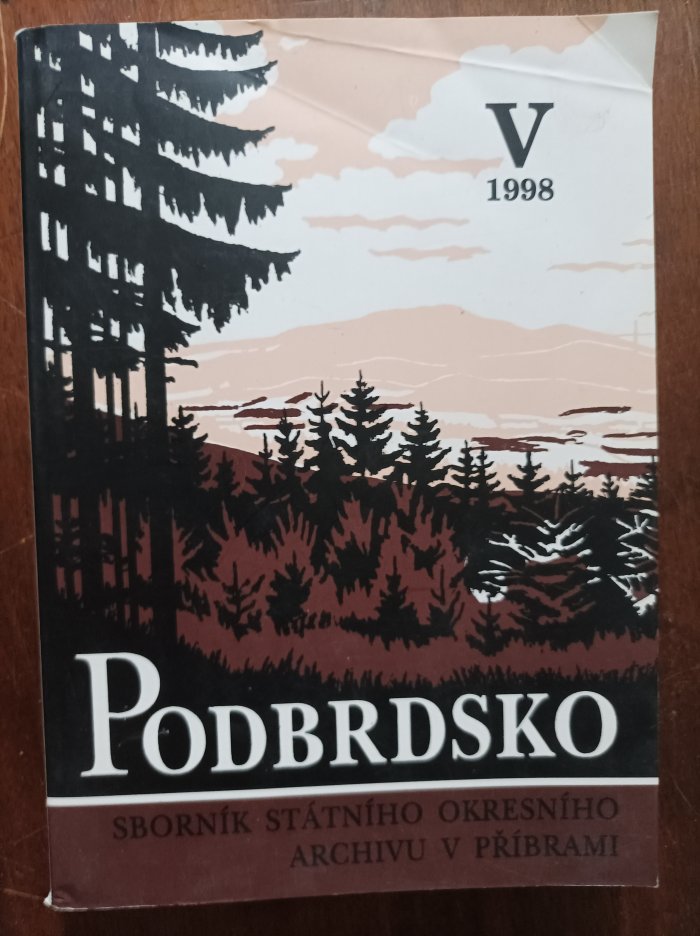 V
1998
PODBRDSKO
SBORNÍK STÁTNÍHO OKRESNÍHO
ARCHIVU V PŘÍBRAMI